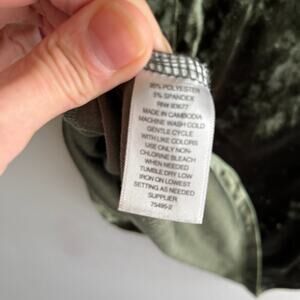 95% POLYESTER
5% SPANDEX
RN# 93677
MADE IN CAMBODIA
MACHINE WASH COLD
GENTLE CYCLE
WITH LIKE COLORS
USE ONLY NON-
CHLORINE BLEACH
WHEN NEEDED
TUMBLE DRY LOW
IRON ON LOWEST
SETTING AS NEEDED
SUPPLIER
75495-2